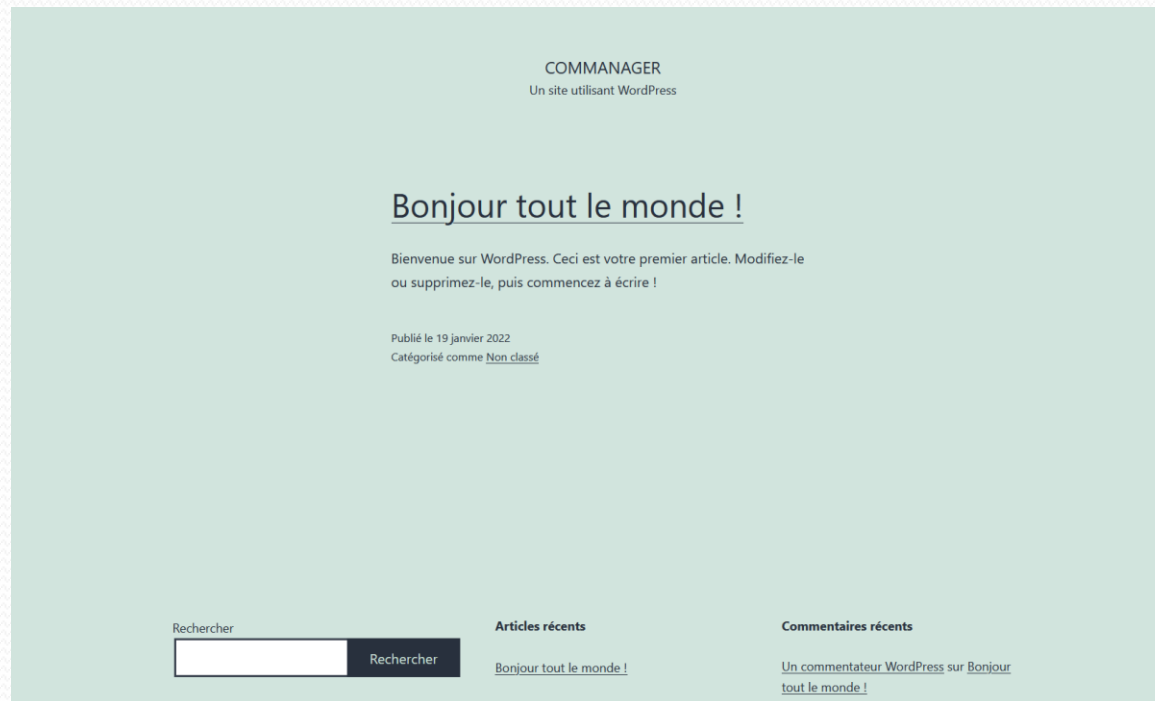 COMMANAGER
Un site utilisant WordPress
Bonjour tout le monde !
Bienvenue sur WordPress. Ceci est votre premier article. Modifiez-le
ou supprimez-le, puis commencez à écrire !
Publié le 19 janvier 2022
Catégorisé comme Non classé
Rechercher
Rechercher
Articles récents
Bonjour tout le monde !
Commentaires récents
Un commentateur WordPress sur Bonjour
tout le monde !